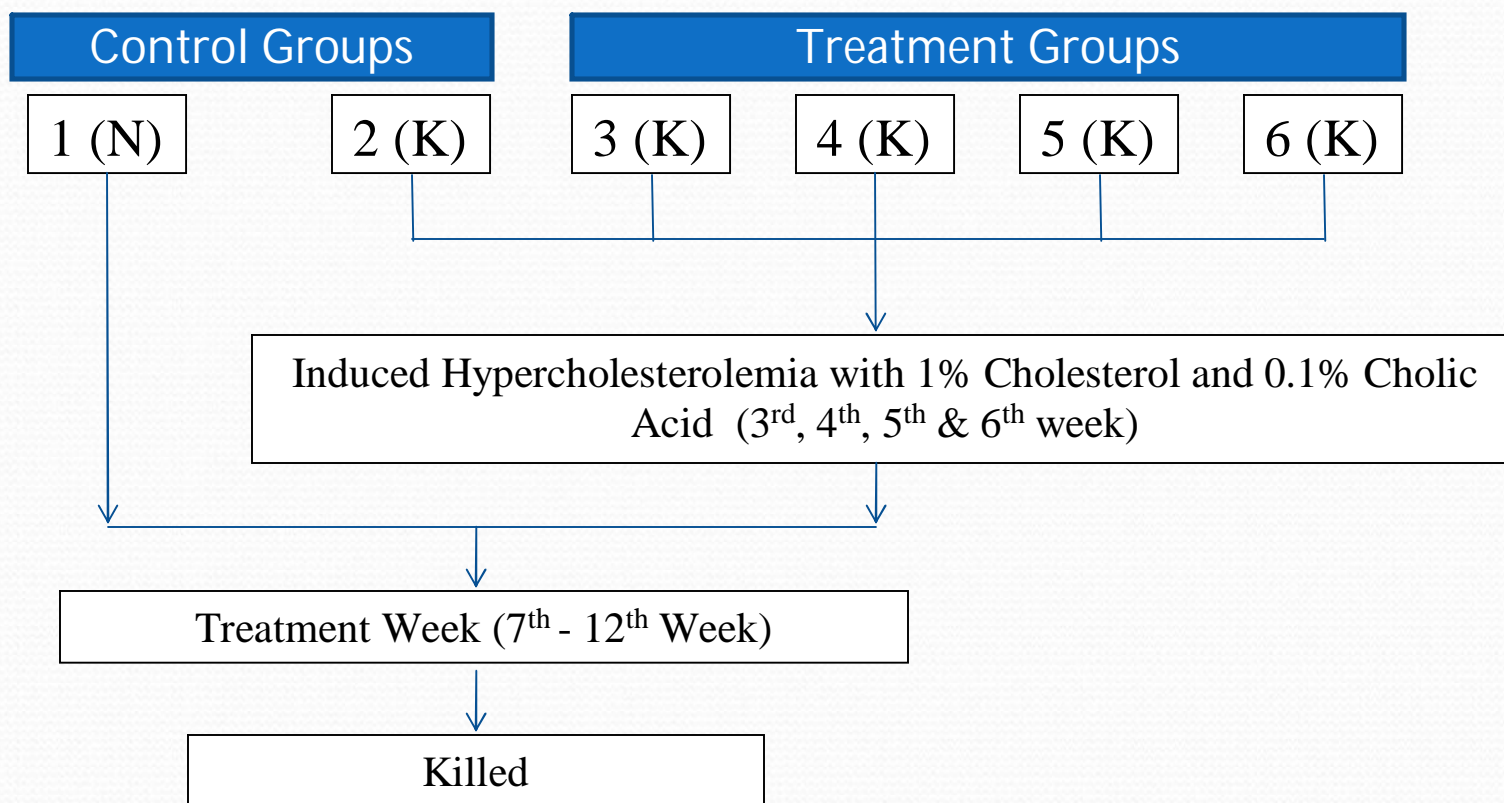 Control Groups
Treatment Groups
1 (N)
2 (K)
3 (K)
4 (K)
5 (K)
6 (K)
Induced Hypercholesterolemia with 1% Cholesterol and 0.1% Cholic
Acid (3rd, 4th, 5th & 6th week)
Treatment Week (7th - 12th Week)
Killed